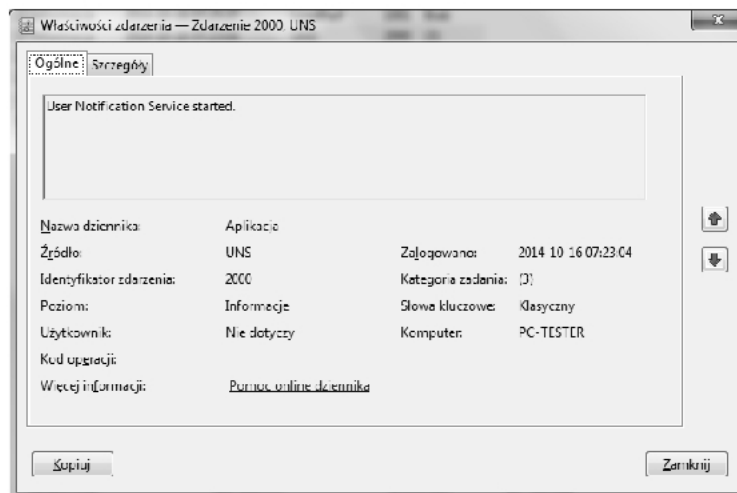 Właściwości zdarzenia — Zdarzenie 2000, UNS
Ogólne Szczegóły
User Notification Service started.
Nazwa dziennika: Aplikacja
Źródło: UNS Zalogowano: 2014-10-16 07:23:04
Identyfikator zdarzenia: 2000 Kategoria zadania: (3)
Poziom: Informacje Słowa kluczowe: Klasyczny
Użytkownik: Nie dotyczy Komputer: PC-TESTER
Kod operacji:
Więcej informacji: Pomoc online dziennika
Kopiuj Zamknij